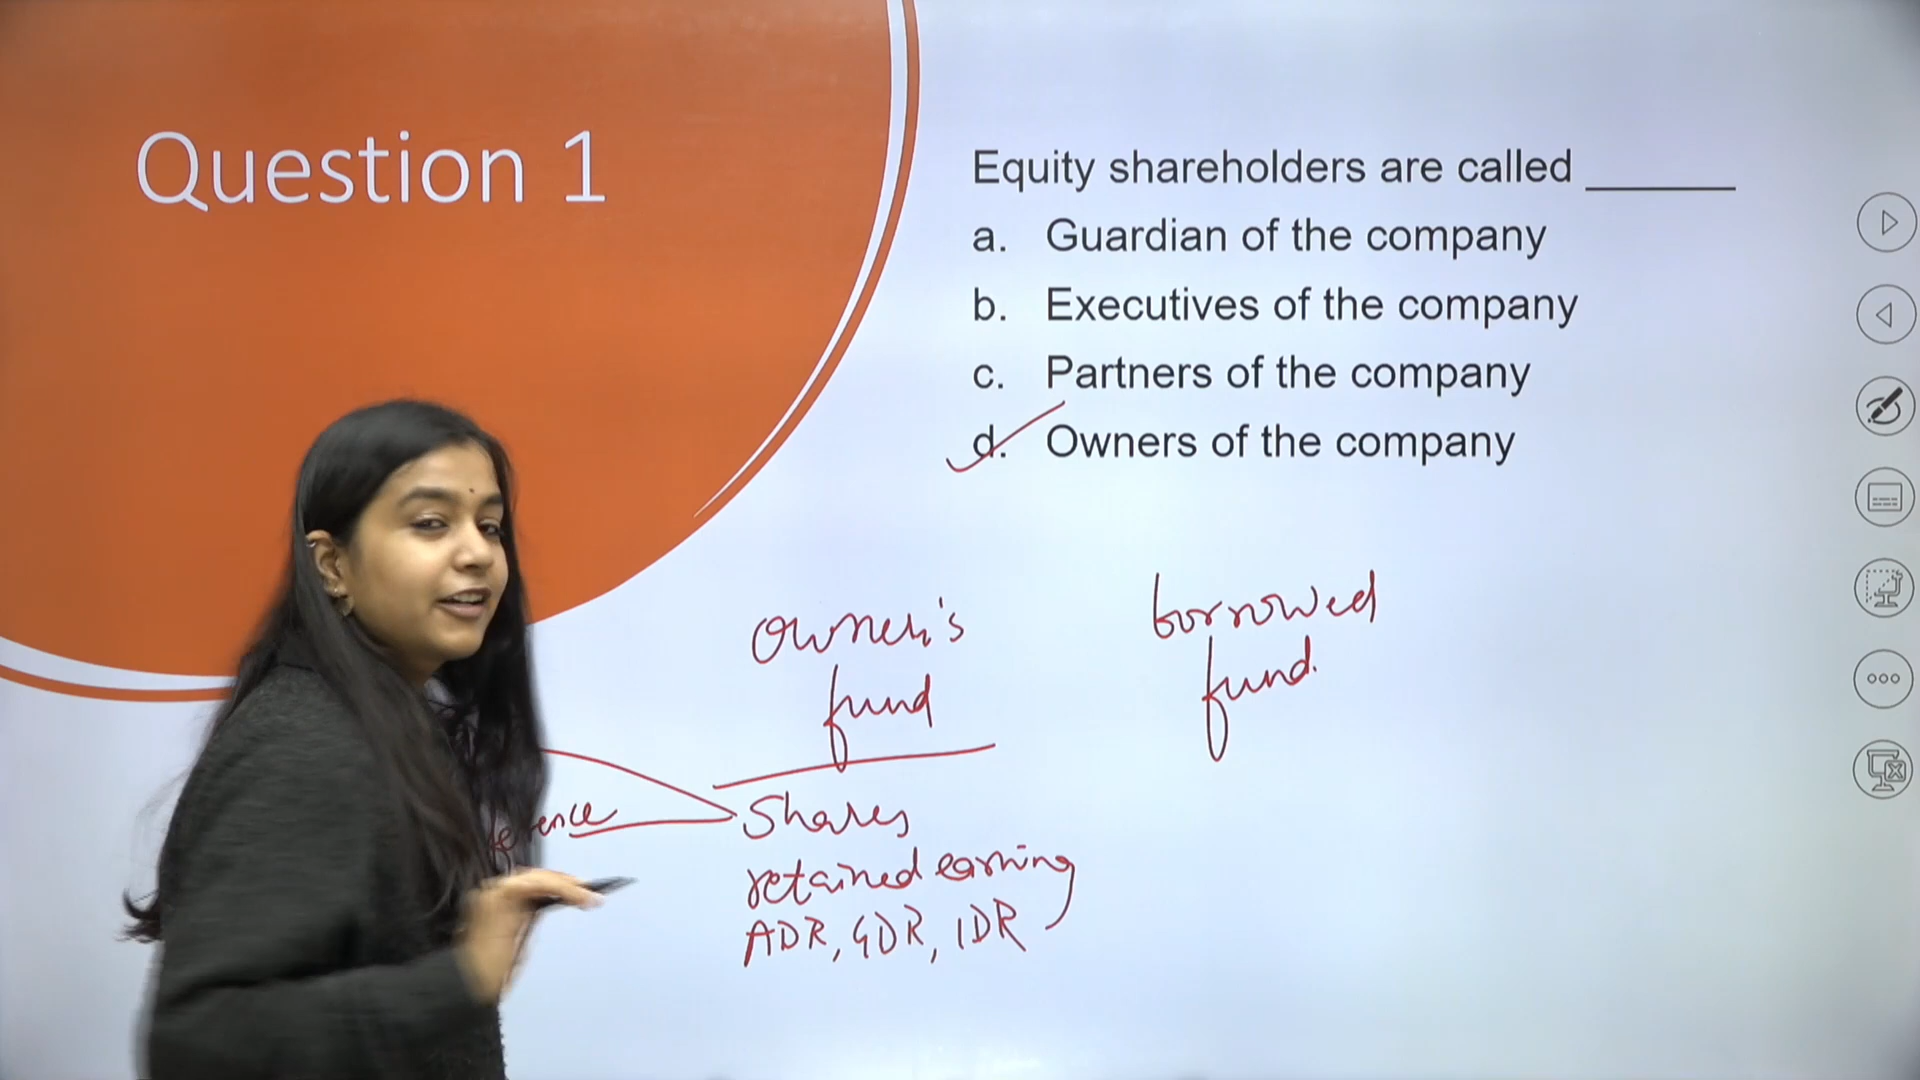 Question 1
Equity shareholders are called ______
a. Guardian of the company
b. Executives of the company
c. Partners of the company
d. Owners of the company
owner's
fund
borrowed
fund.
Shares
retained earning
ADR, GDR, IDR